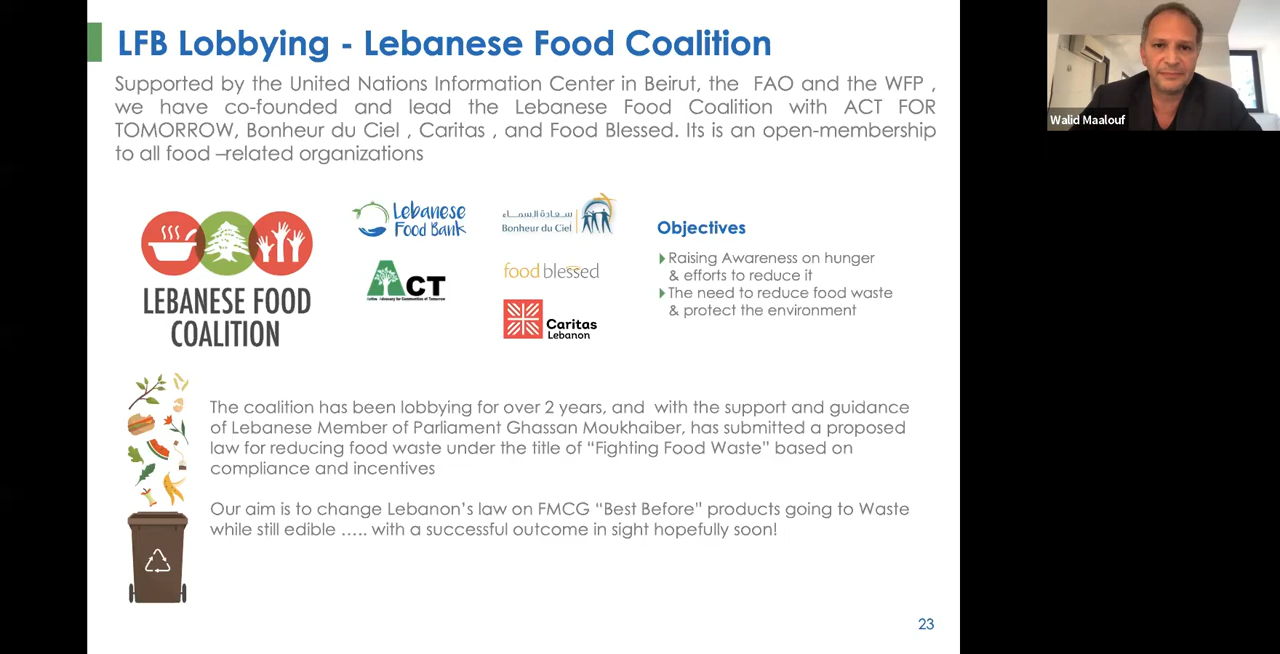 LFB Lobbying - Lebanese Food Coalition
Supported by the United Nations Information Center in Beirut, the FAO and the WFP ,
we have co-founded and lead the Lebanese Food Coalition with ACT FOR
TOMORROW, Bonheur du Ciel , Caritas , and Food Blessed. Its is an open-membership
to all food –related organizations
Walid Maalouf
LEBANESE FOOD
COALITION
Lebanese
Food Bank
سعادة السماء
Bonheur du Ciel
ACT
Active Advocacy for Communities of Tomorrow
food blessed
Caritas
Lebanon
Objectives
Raising Awareness on hunger
& efforts to reduce it
The need to reduce food waste
& protect the environment
The coalition has been lobbying for over 2 years, and with the support and guidance
of Lebanese Member of Parliament Ghassan Moukhaiber, has submitted a proposed
law for reducing food waste under the title of “Fighting Food Waste” based on
compliance and incentives
Our aim is to change Lebanon’s law on FMCG “Best Before” products going to Waste
while still edible ..... with a successful outcome in sight hopefully soon!
23